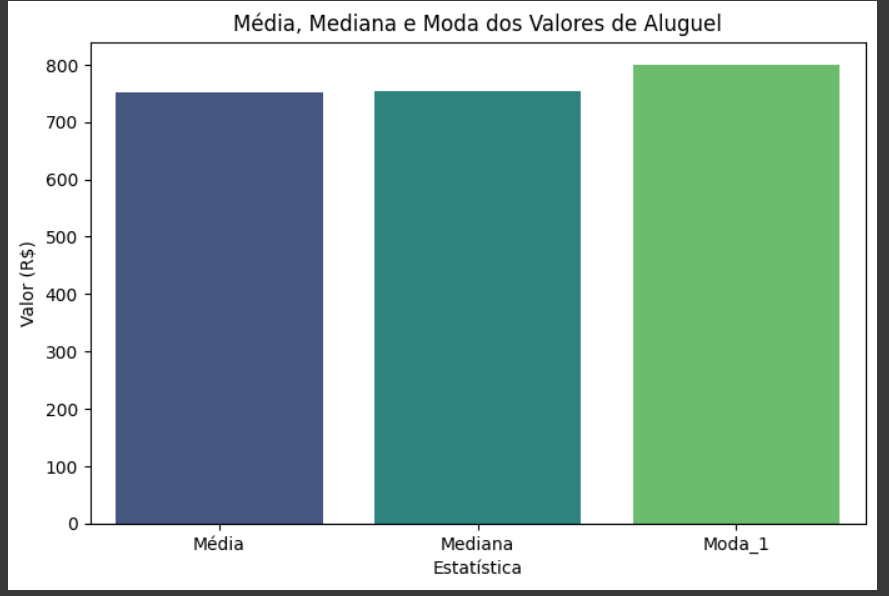 Média, Mediana e Moda dos Valores de Aluguel
Valor (R$)
800
700
600
500
400
300
200
100
0
Média Mediana Moda_1
Estatística